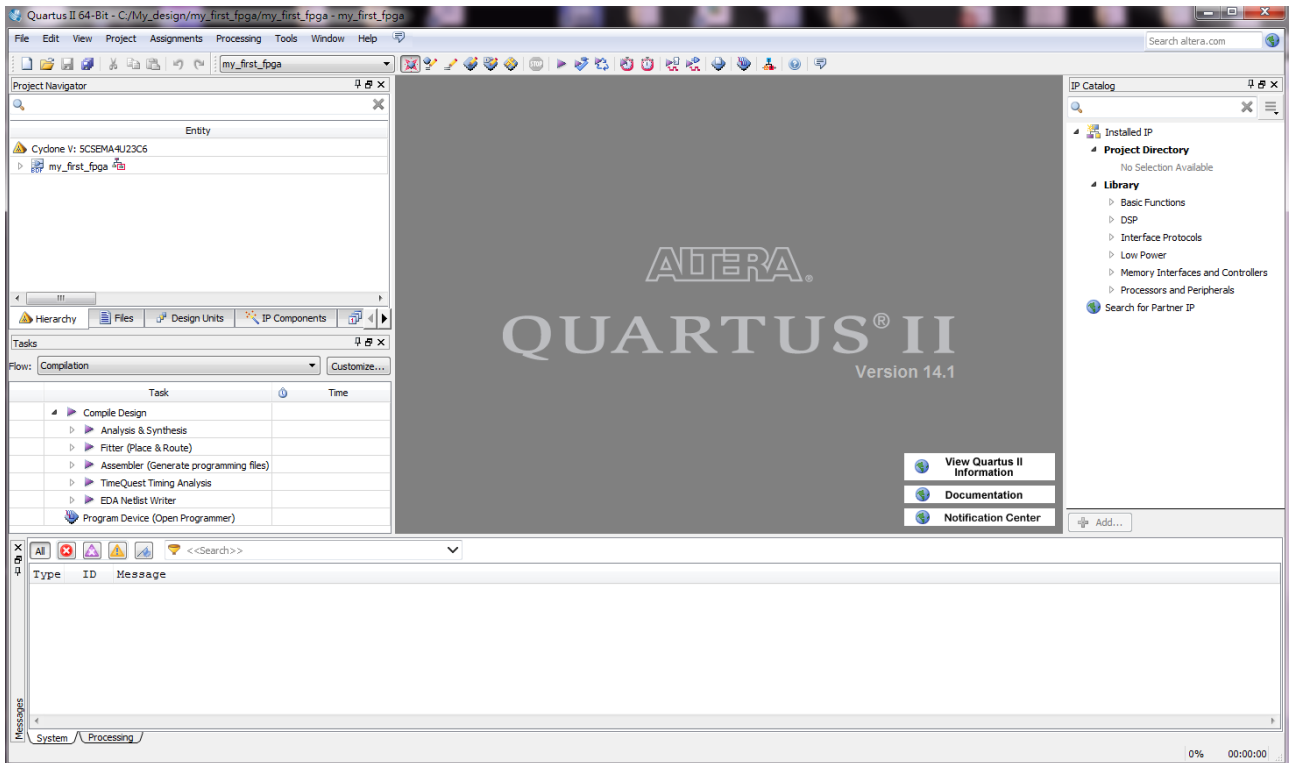 Quartus II 64-Bit - C:/My_design/my_first_fpga/my_first_fpga - my_first_fpga
File Edit View Project Assignments Processing Tools Window Help
Search altera.com
my_first_fpga
Project Navigator
Entity
Cyclone V: 5CSEMA4U23C6
my_first_fpga
Hierarchy Files Design Units IP Components
Tasks
Flow: Compilation Customize...
Task Time
Compile Design
Analysis & Synthesis
Fitter (Place & Route)
Assembler (Generate programming files)
TimeQuest Timing Analysis
EDA Netlist Writer
Program Device (Open Programmer)
ALTERA®
QUARTUS® II
Version 14.1
View Quartus II
Information
Documentation
Notification Center
IP Catalog
Installed IP
Project Directory
No Selection Available
Library
Basic Functions
DSP
Interface Protocols
Low Power
Memory Interfaces and Controllers
Processors and Peripherals
Search for Partner IP
Add...
All <<Search>>
Type ID Message
Messages
System Processing
0% 00:00:00